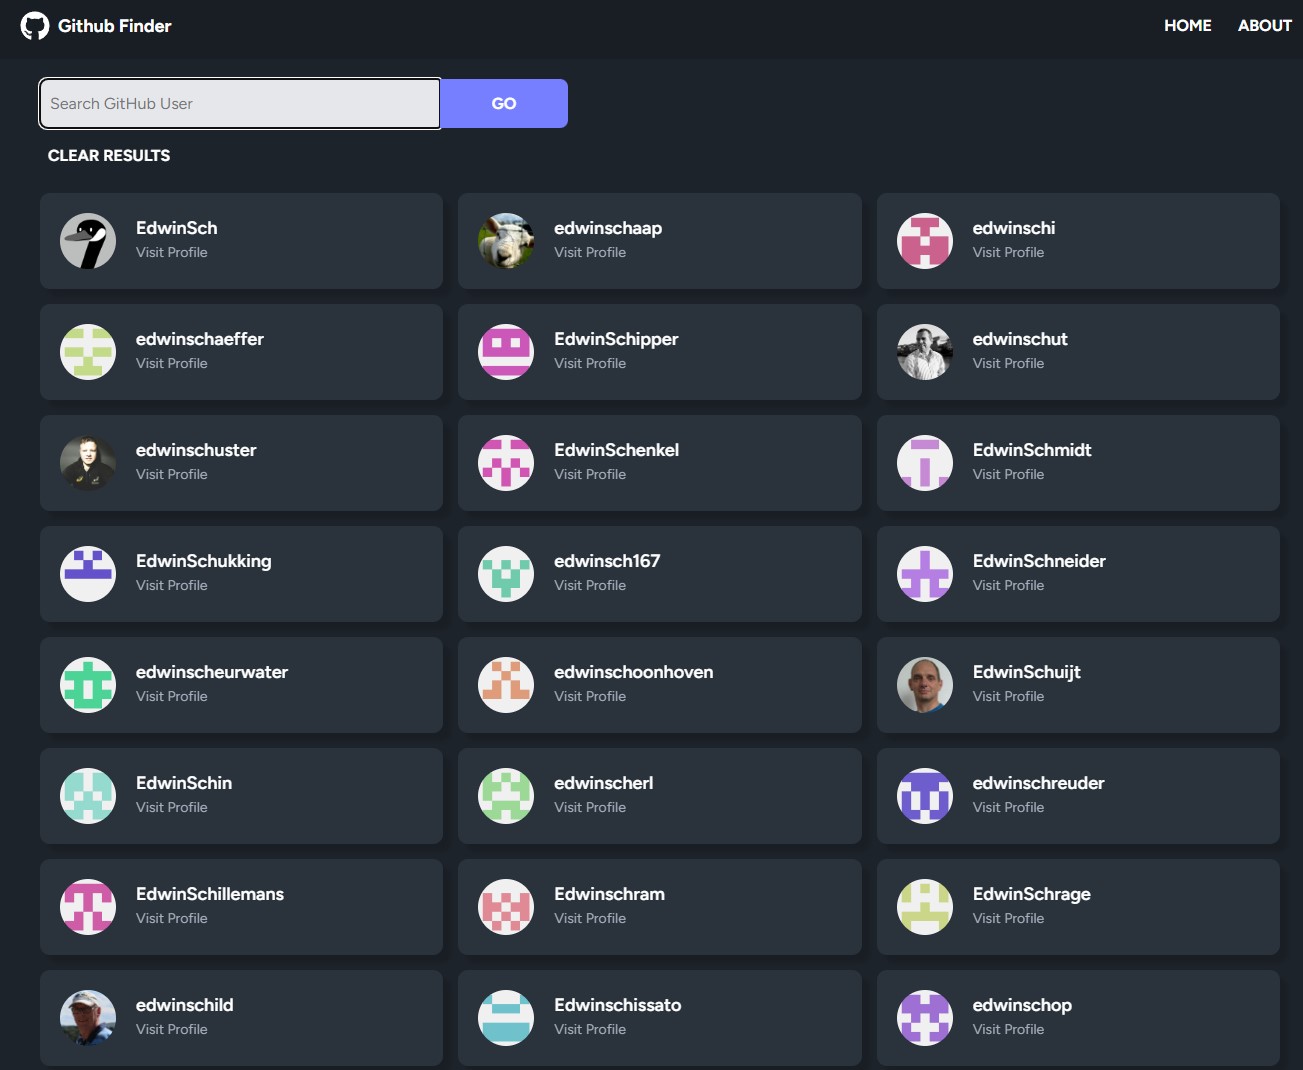 Github Finder
HOME ABOUT
Search GitHub User
GO
CLEAR RESULTS
EdwinSch
Visit Profile
edwinschaap
Visit Profile
edwinschi
Visit Profile
edwinschaeffer
Visit Profile
EdwinSchipper
Visit Profile
edwinschut
Visit Profile
edwinschuster
Visit Profile
EdwinSchenkel
Visit Profile
EdwinSchmidt
Visit Profile
EdwinSchukking
Visit Profile
edwinsch167
Visit Profile
EdwinSchneider
Visit Profile
edwinscheurwater
Visit Profile
edwinschoonhoven
Visit Profile
EdwinSchuijt
Visit Profile
EdwinSchin
Visit Profile
edwinscherl
Visit Profile
edwinschreuder
Visit Profile
EdwinSchillemans
Visit Profile
Edwinschram
Visit Profile
EdwinSchrage
Visit Profile
edwinschild
Visit Profile
Edwinschissato
Visit Profile
edwinschop
Visit Profile